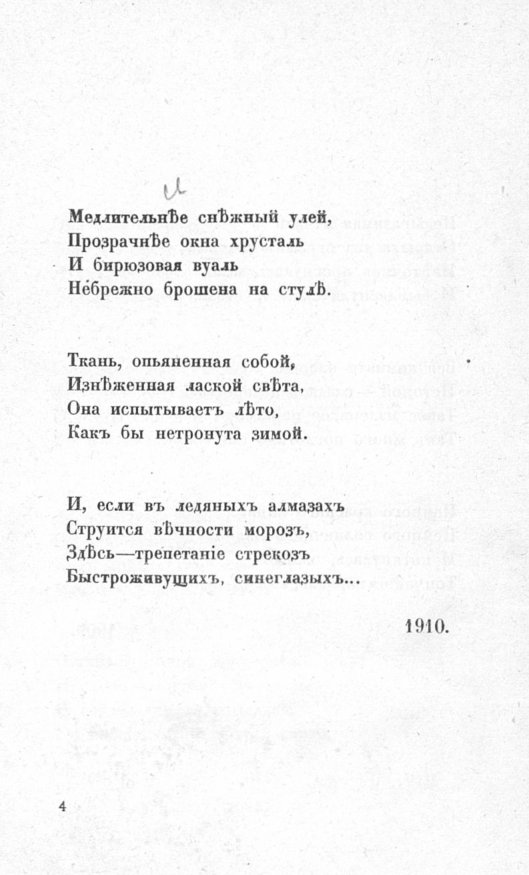 Медлительнѣе снѣжный улей,
Прозрачнѣе окна хрусталь
И бирюзовая вуаль
Небрежно брошена на стулѣ.
Ткань, опьяненная собой,
Изнѣженная лаской свѣта,
Она испытываетъ лѣто,
Какъ бы нетронута зимой.
И, если въ ледяныхъ алмазахъ
Струится вѣчности морозъ,
Здѣсь—трепетаніе стрекозъ
Быстроживущихъ, синеглазыхъ...
1910.
4